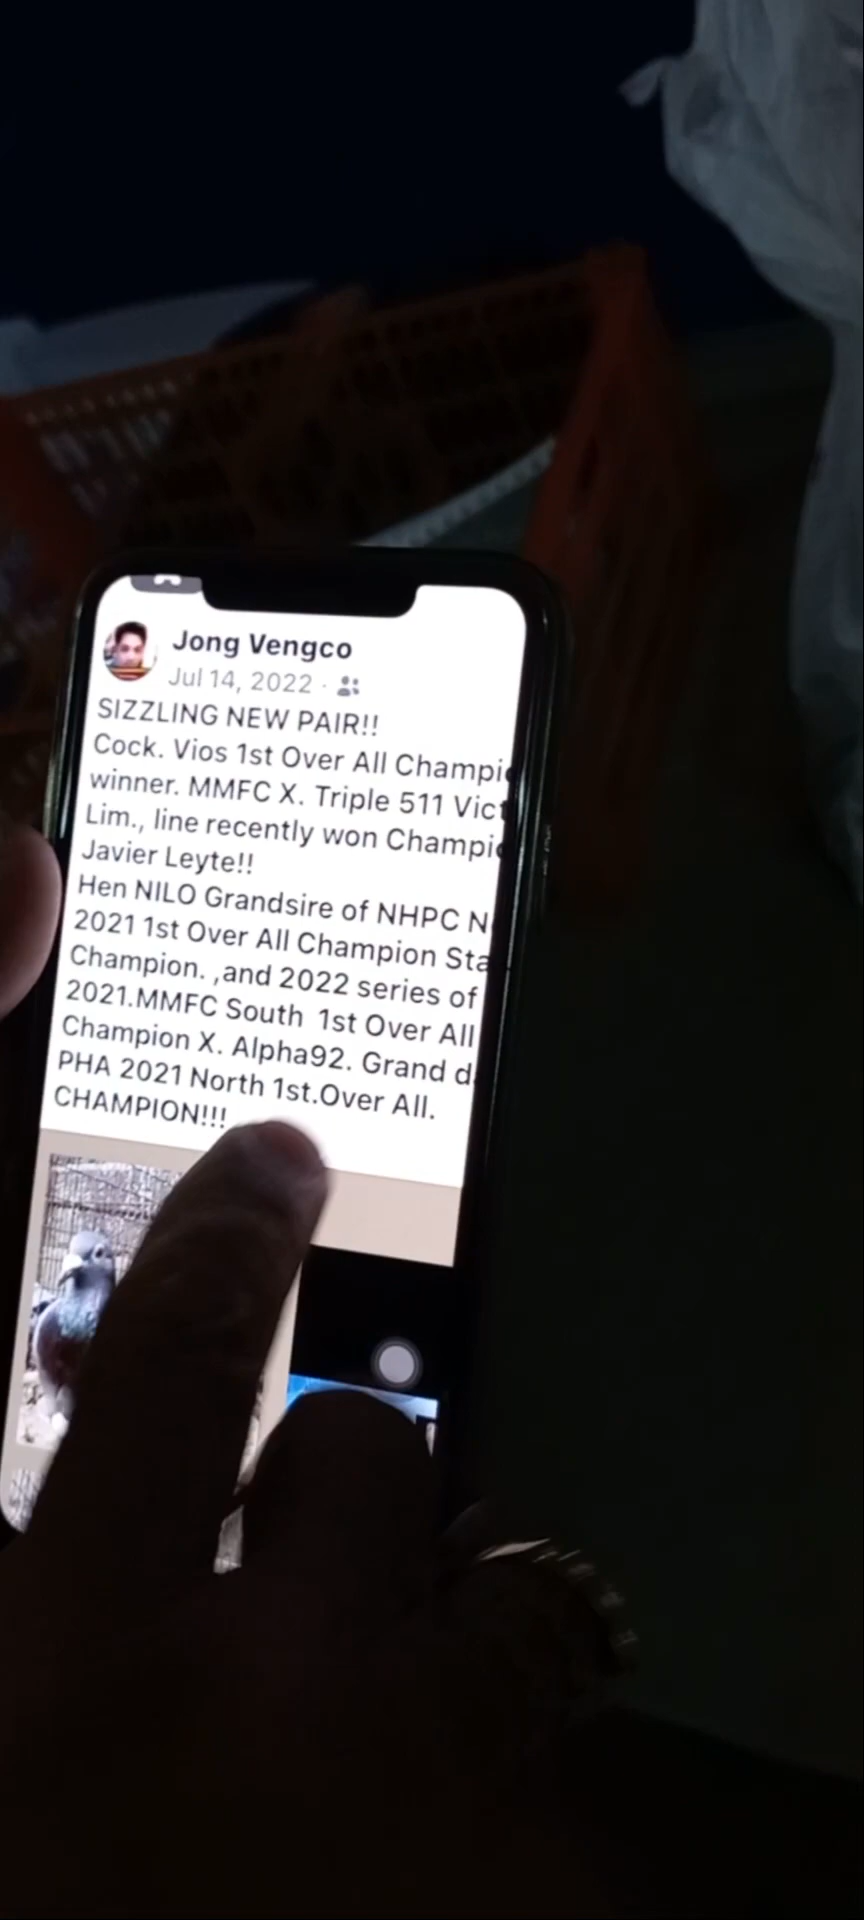 Jong Vengco
Jul 14, 2022 ·
SIZZLING NEW PAIR!!
Cock. Vios 1st Over All
winner. MMFC X. Triple 511
Lim., line recently won
Javier Leyte!!
Hen NILO Grandsire of NHPC
2021 1st Over All Champion
Champion. ,and 2022 series of
2021.MMFC South 1st Over All
Champion X. Alpha92. Grand
PHA 2021 North 1st.Over All.
CHAMPION!!!